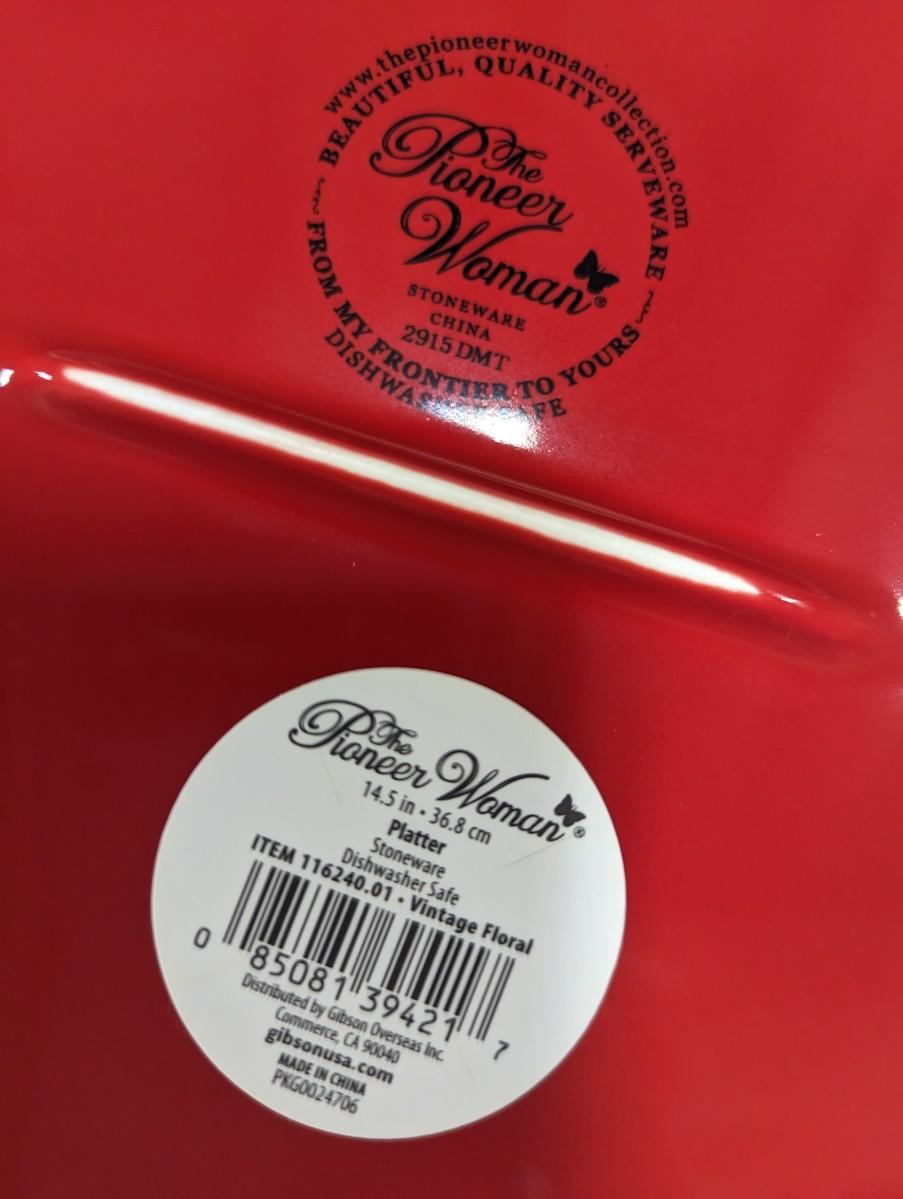 www.thepioneerwomancollection.com
BEAUTIFUL, QUALITY SERVEWARE
The
Pioneer
Woman®
STONEWARE
CHINA
2915 DMT
FROM MY FRONTIER TO YOURS
DISHWASHER SAFE
The
Pioneer Woman®
14.5 in • 36.8 cm
Platter
Stoneware
Dishwasher Safe
ITEM 116240.01 • Vintage Floral
0 85081 39421 7
Distributed by Gibson Overseas Inc.
Commerce, CA 90040
gibsonusa.com
MADE IN CHINA
PKG0024706